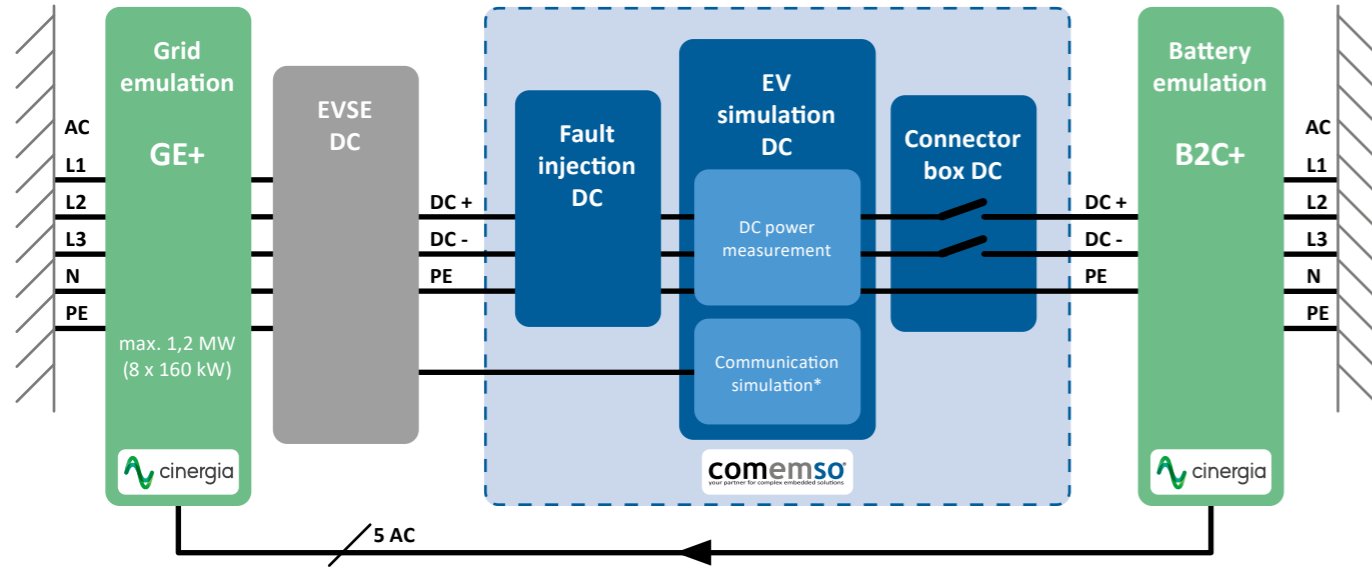 Grid
emulation
GE+
max. 1,2 MW
(8 x 160 kW)
cinergia
AC
L1
L2
L3
N
PE
EVSE
DC
DC +
DC -
PE
Fault
injection
DC
EV
simulation
DC
DC power
measurement
Communication
simulation*
Connector
box DC
comemso
your partner for complex embedded solutions
DC +
DC -
PE
Battery
emulation
B2C+
cinergia
AC
L1
L2
L3
N
PE
5 AC